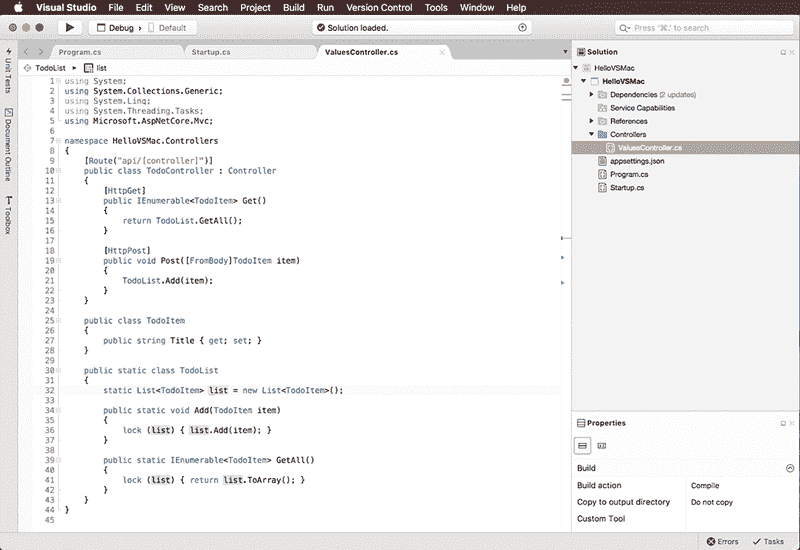 Visual Studio File Edit View Search Project Build Run Version Control Tools Window Help
Debug › Default
Solution loaded.
Press '⌘.' to search
Program.cs
Startup.cs
ValuesController.cs
TodoList ▸ list
Unit Tests
Document Outline
Toolbox
1 using System;
2 using System.Collections.Generic;
3 using System.Linq;
4 using System.Threading.Tasks;
5 using Microsoft.AspNetCore.Mvc;
6
7 namespace HelloVSMac.Controllers
8 {
9 [Route("api/[controller]")]
10 public class TodoController : Controller
11 {
12 [HttpGet]
13 public IEnumerable<TodoItem> Get()
14 {
15 return TodoList.GetAll();
16 }
17
18 [HttpPost]
19 public void Post([FromBody]TodoItem item)
20 {
21 TodoList.Add(item);
22 }
23 }
24
25 public class TodoItem
26 {
27 public string Title { get; set; }
28 }
29
30 public static class TodoList
31 {
32 static List<TodoItem> list = new List<TodoItem>();
33
34 public static void Add(TodoItem item)
35 {
36 lock (list) { list.Add(item); }
37 }
38
39 public static IEnumerable<TodoItem> GetAll()
40 {
41 lock (list) { return list.ToArray(); }
42 }
43 }
44 }
45
Solution
HelloVSMac
HelloVSMac
Dependencies (2 updates)
Service Capabilities
References
Controllers
ValuesController.cs
appsettings.json
Program.cs
Startup.cs
Properties
Build
Build action Compile
Copy to output directory Do not copy
Custom Tool
Errors Tasks